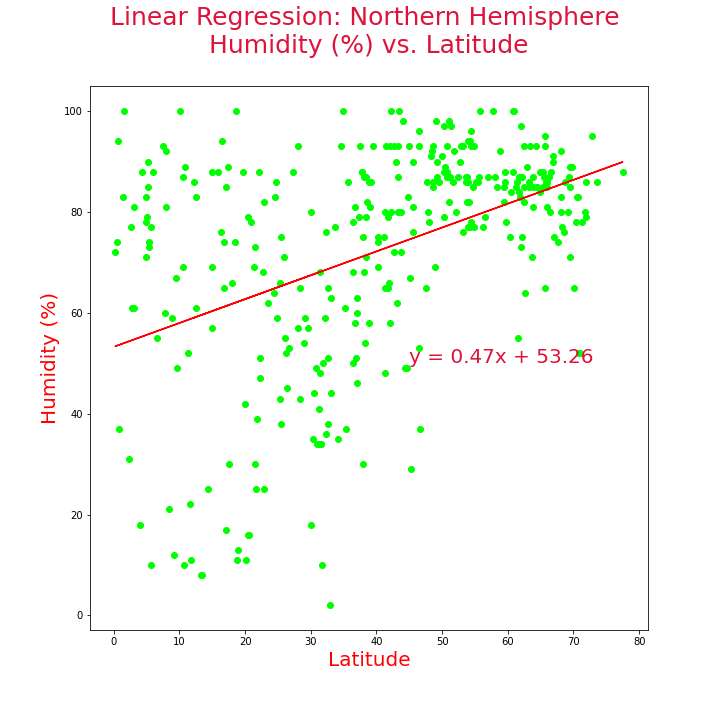 Linear Regression: Northern Hemisphere
Humidity (%) vs. Latitude
100
80
60
40
20
0
Humidity (%)
y = 0.47x + 53.26
0 10 20 30 40 50 60 70 80
Latitude